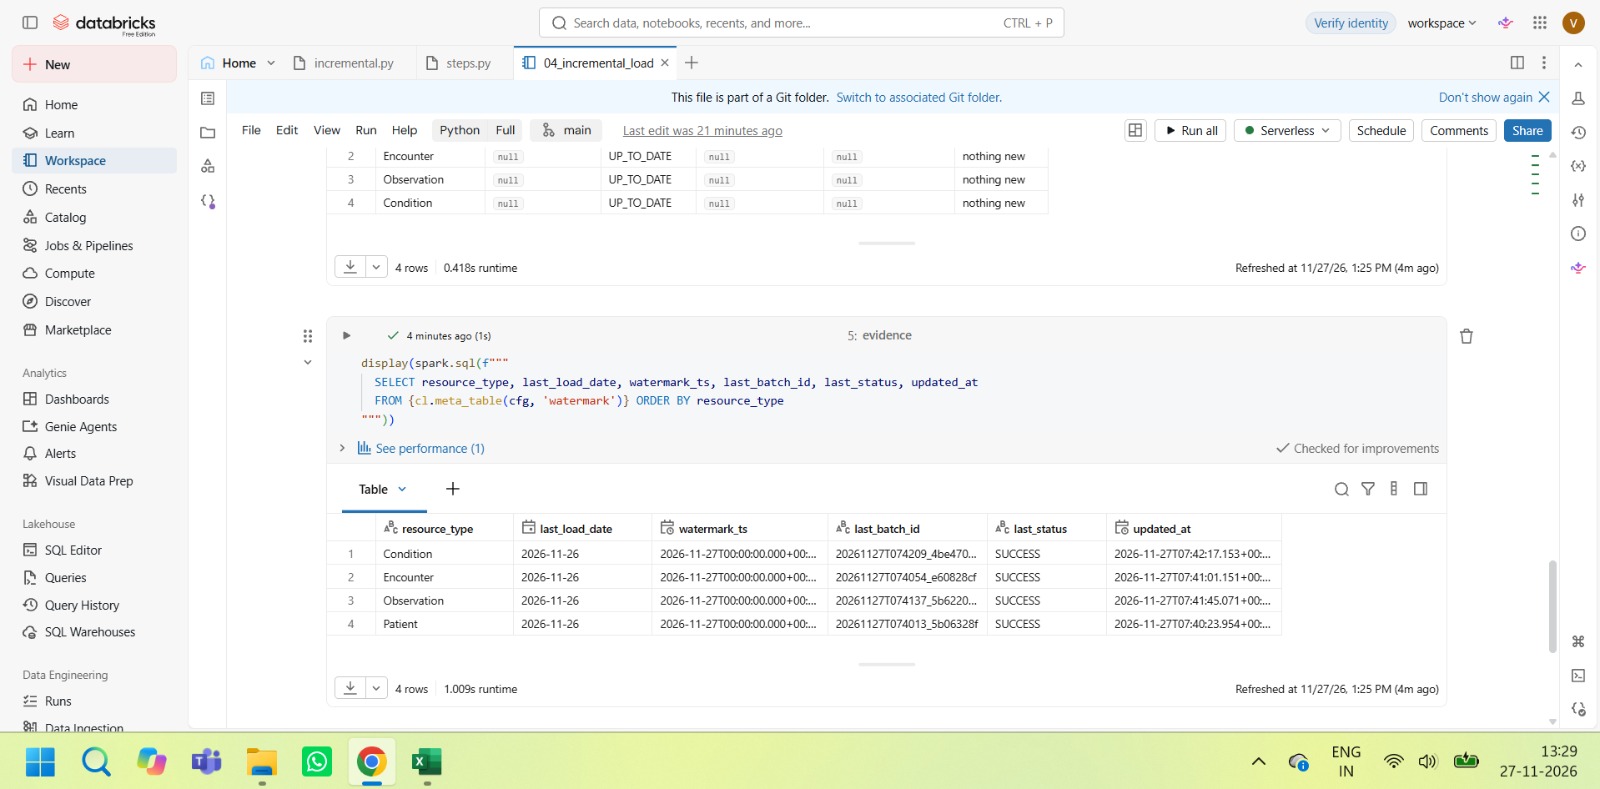 databricks
Free Edition
Search data, notebooks, recents, and more...
CTRL + P
Verify identity
workspace
V
New
Home
Learn
Workspace
Recents
Catalog
Jobs & Pipelines
Compute
Discover
Marketplace
Analytics
Dashboards
Genie Agents
Alerts
Visual Data Prep
Lakehouse
SQL Editor
Queries
Query History
SQL Warehouses
Data Engineering
Runs
Data Ingestion
Home
incremental.py
steps.py
04_incremental_load
This file is part of a Git folder. Switch to associated Git folder.
Don't show again
File Edit View Run Help Python Full main Last edit was 21 minutes ago
Run all Serverless Schedule Comments Share
2 Encounter null UP_TO_DATE null null nothing new
3 Observation null UP_TO_DATE null null nothing new
4 Condition null UP_TO_DATE null null nothing new
4 rows 0.418s runtime Refreshed at 11/27/26, 1:25 PM (4m ago)
4 minutes ago (1s) 5: evidence
display(spark.sql(f"""
SELECT resource_type, last_load_date, watermark_ts, last_batch_id, last_status, updated_at
FROM {cl.meta_table(cfg, 'watermark')} ORDER BY resource_type
"""))
See performance (1) Checked for improvements
Table
resource_type last_load_date watermark_ts last_batch_id last_status updated_at
1 Condition 2026-11-26 2026-11-27T00:00:00.000+00:... 20261127T074209_4be470... SUCCESS 2026-11-27T07:42:17.153+00:...
2 Encounter 2026-11-26 2026-11-27T00:00:00.000+00:... 20261127T074054_e60828cf SUCCESS 2026-11-27T07:41:01.151+00:...
3 Observation 2026-11-26 2026-11-27T00:00:00.000+00:... 20261127T074137_5b6220... SUCCESS 2026-11-27T07:41:45.071+00:...
4 Patient 2026-11-26 2026-11-27T00:00:00.000+00:... 20261127T074013_5b06328f SUCCESS 2026-11-27T07:40:23.954+00:...
4 rows 1.009s runtime Refreshed at 11/27/26, 1:25 PM (4m ago)
ENG
IN
13:29
27-11-2026